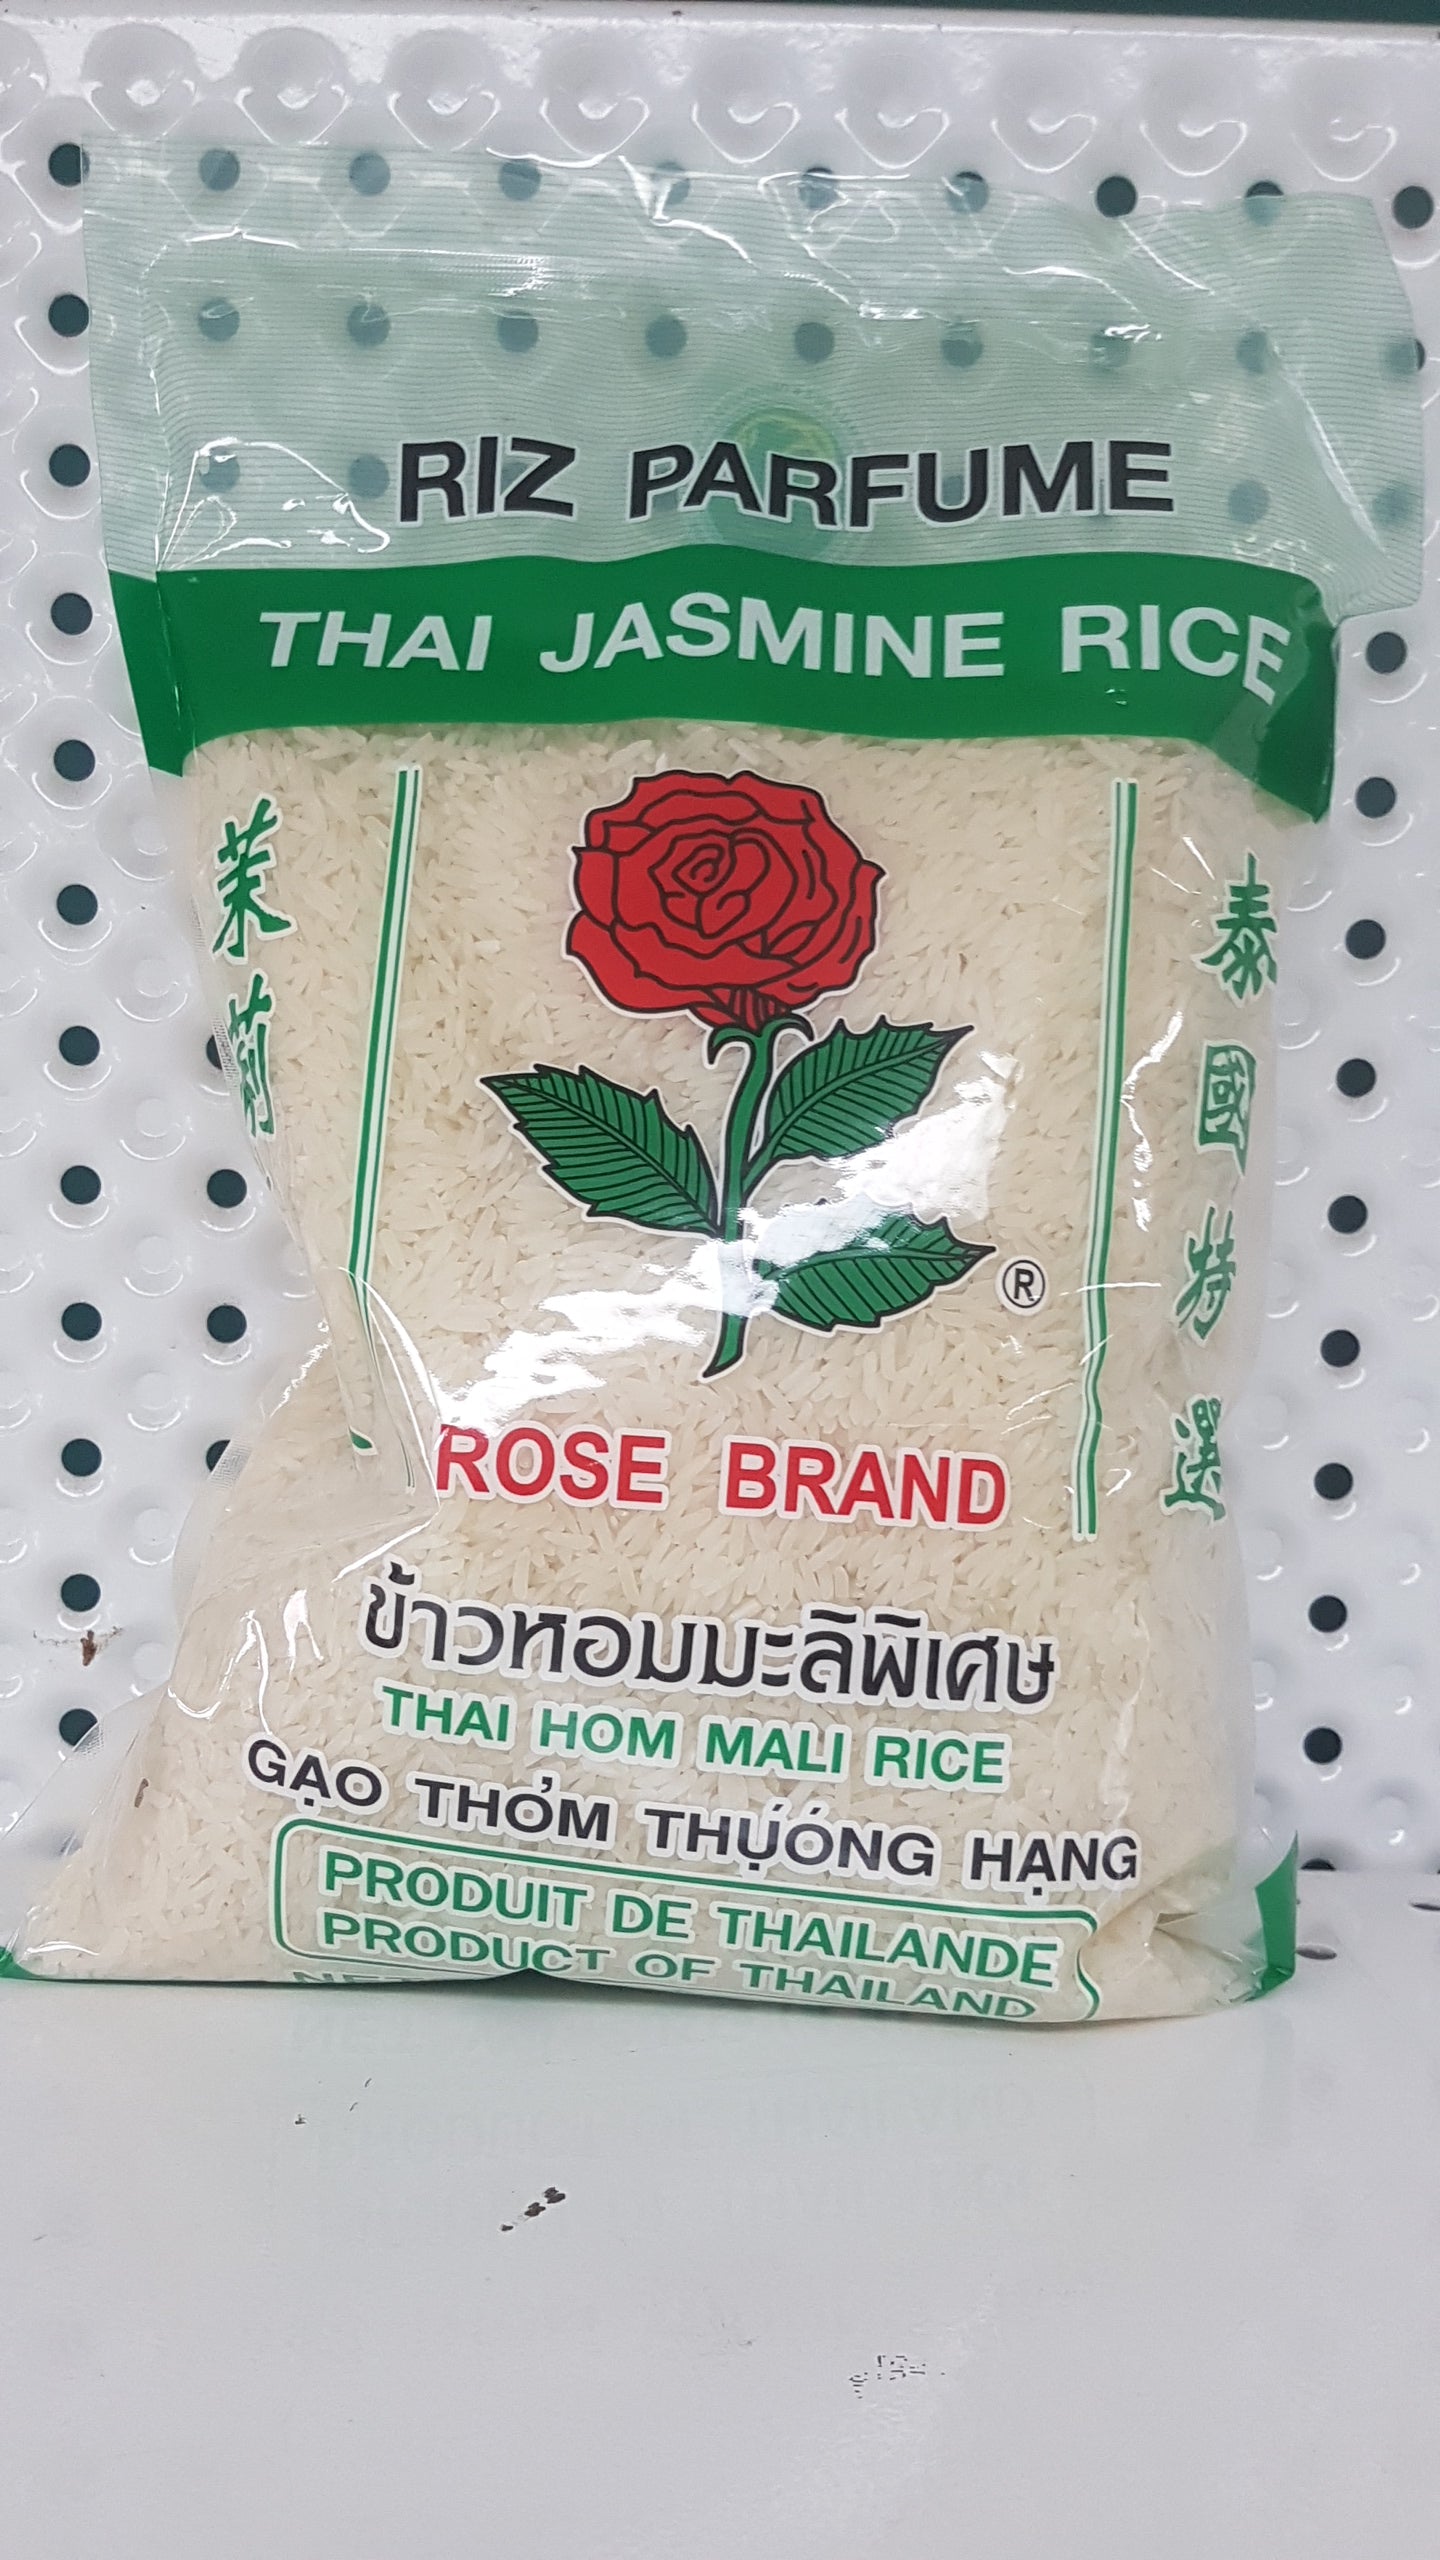 RIZ PARFUME
THAI JASMINE RICE
茉莉
泰國特選
®
ROSE BRAND
ข้าวหอมมะลิพิเศษ
THAI HOM MALI RICE
GẠO THỞM THỰỚNG HẠNG
PRODUIT DE THAILANDE
PRODUCT OF THAILAND